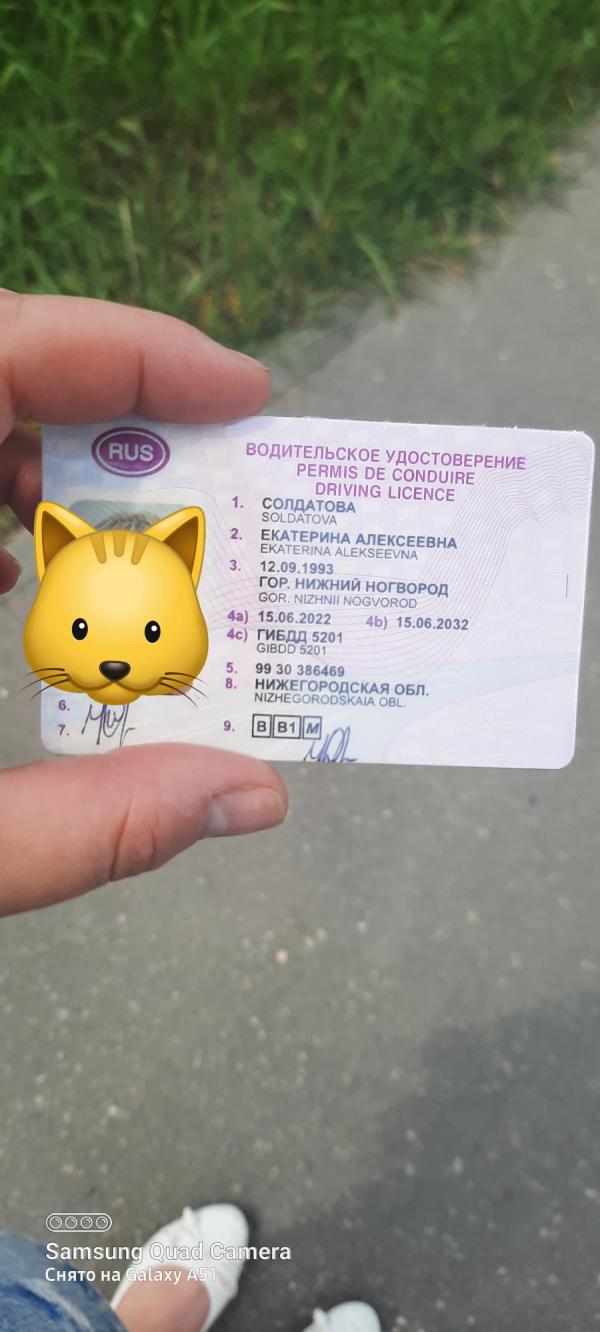 RUS
ВОДИТЕЛЬСКОЕ УДОСТОВЕРЕНИЕ
PERMIS DE CONDUIRE
DRIVING LICENCE
1. СОЛДАТОВА
SOLDATOVA
2. ЕКАТЕРИНА АЛЕКСЕЕВНА
EKATERINA ALEKSEEVNA
3. 12.09.1993
ГОР. НИЖНИЙ НОГВОРОД
GOR. NIZHNII NOGVOROD
4a) 15.06.2022 4b) 15.06.2032
4c) ГИБДД 5201
GIBDD 5201
5. 99 30 386469
8. НИЖЕГОРОДСКАЯ ОБЛ.
NIZHEGORODSKAIA OBL.
6.
7.
9. B B1 M
Samsung Quad Camera
Снято на Galaxy A51